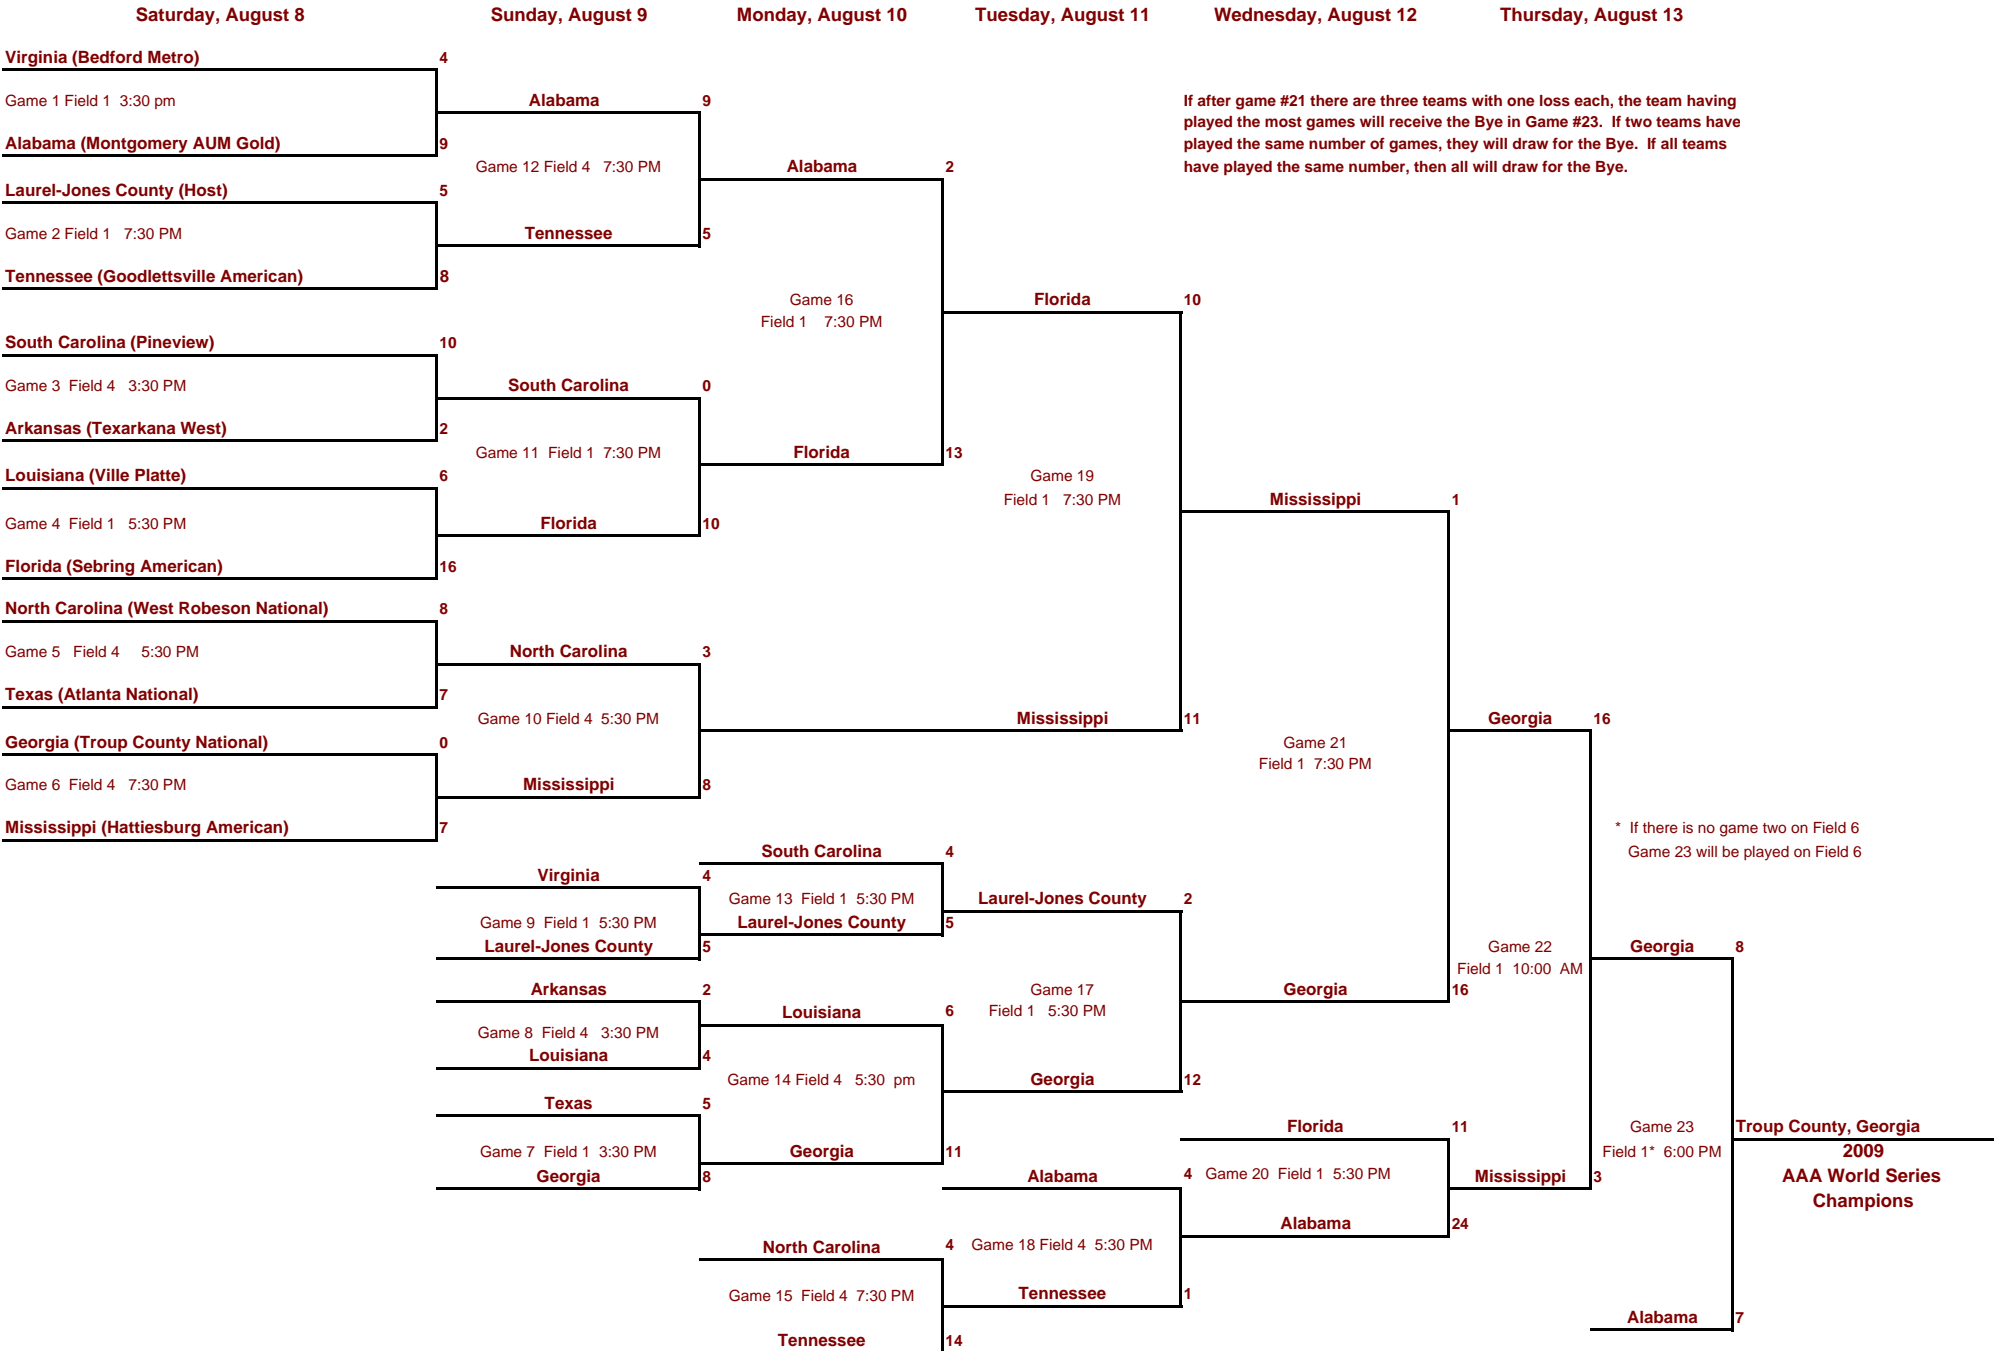 Saturday, August 8
Sunday, August 9
Monday, August 10
Tuesday, August 11
Wednesday, August 12
Thursday, August 13
Virginia (Bedford Metro) 4
Game 1 Field 1 3:30 pm
Alabama (Montgomery AUM Gold) 9
Laurel-Jones County (Host) 5
Game 2 Field 1 7:30 PM
Tennessee (Goodlettsville American) 8
South Carolina (Pineview) 10
Game 3 Field 4 3:30 PM
Arkansas (Texarkana West) 2
Louisiana (Ville Platte) 6
Game 4 Field 1 5:30 PM
Florida (Sebring American) 16
North Carolina (West Robeson National) 8
Game 5 Field 4 5:30 PM
Texas (Atlanta National) 7
Georgia (Troup County National) 0
Game 6 Field 4 7:30 PM
Mississippi (Hattiesburg American) 7
Alabama 9
Game 12 Field 4 7:30 PM
Tennessee 5
South Carolina 0
Game 11 Field 1 7:30 PM
Florida 10
North Carolina 3
Game 10 Field 4 5:30 PM
Mississippi 8
Virginia 4
Game 9 Field 1 5:30 PM
Laurel-Jones County 5
Arkansas 2
Game 8 Field 4 3:30 PM
Louisiana 4
Texas 5
Game 7 Field 1 3:30 PM
Georgia 8
Alabama 2
Game 16
Field 1 7:30 PM
Florida 13
South Carolina 4
Game 13 Field 1 5:30 PM
Laurel-Jones County 5
Louisiana 6
Game 14 Field 4 5:30 pm
Georgia 11
North Carolina 4
Game 15 Field 4 7:30 PM
Tennessee 14
Florida 10
Game 19
Field 1 7:30 PM
Mississippi 11
Laurel-Jones County 2
Game 17
Field 1 5:30 PM
Georgia 12
Alabama 4
Game 18 Field 4 5:30 PM
Tennessee 1
If after game #21 there are three teams with one loss each, the team having
played the most games will receive the Bye in Game #23. If two teams have
played the same number of games, they will draw for the Bye. If all teams
have played the same number, then all will draw for the Bye.
Mississippi 1
Game 21
Field 1 7:30 PM
Georgia 16
Florida 11
Game 20 Field 1 5:30 PM
Alabama 24
Georgia 16
Game 22
Field 1 10:00 AM
Mississippi 3
* If there is no game two on Field 6
Game 23 will be played on Field 6
Georgia 8
Game 23
Field 1* 6:00 PM
Alabama 7
Troup County, Georgia
2009
AAA World Series
Champions